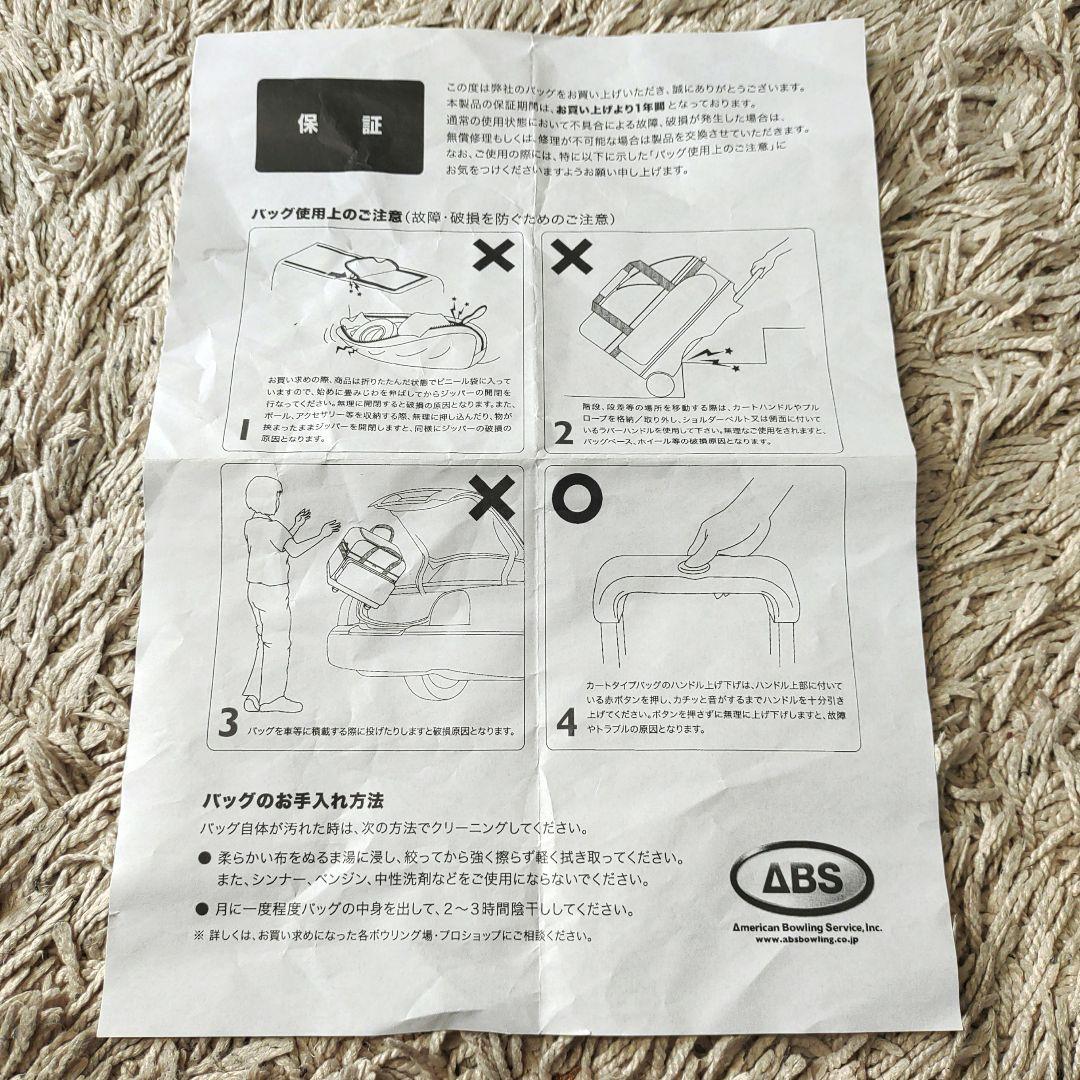 保 証
この度は弊社のバッグをお買い上げいただき、誠にありがとうございます。
本製品の保証期間は、お買い上げより1年間 となっております。
通常の使用状態において不具合による故障、破損が発生した場合は、
無償修理もしくは、修理が不可能な場合は製品を交換させていただきます。
なお、ご使用の際には、特に以下に示した「バッグ使用上のご注意」に
お気をつけくださいますようお願い申し上げます。
バッグ使用上のご注意(故障・破損を防ぐためのご注意)
お買い求めの際、商品は折りたたんだ状態でビニール袋に入って
いますので、始めに畳みじわを伸ばしてからジッパーの開閉を
行なってください。無理に開閉すると破損の原因となります。また、
ボール、アクセサリー等を収納する際、無理に押し込んだり、物が
挟まったままジッパーを開閉しますと、同様にジッパーの破損の
原因となります。
1
階段、段差等の場所を移動する際は、カートハンドルやプル
ロープを格納/取り外し、ショルダーベルト又は側面に付いて
いるラバーハンドルを使用して下さい。無理なご使用をされますと、
バッグベース、ホイール等の破損原因となります。
2
3
バッグを車等に積載する際に投げたりしますと破損原因となります。
カートタイプバッグのハンドル上げ下げは、ハンドル上部に付いて
いる赤ボタンを押し、カチッと音がするまでハンドルを十分引き
上げてください。ボタンを押さずに無理に上げ下げしますと、故障
やトラブルの原因となります。
4
バッグのお手入れ方法
バッグ自体が汚れた時は、次の方法でクリーニングしてください。
● 柔らかい布をぬるま湯に浸し、絞ってから強く擦らず軽く拭き取ってください。
また、シンナー、ベンジン、中性洗剤などをご使用にならないでください。
● 月に一度程度バッグの中身を出して、2〜3時間陰干ししてください。
※ 詳しくは、お買い求めになった各ボウリング場・プロショップにご相談ください。
ABS
American Bowling Service, Inc.
www.absbowling.co.jp